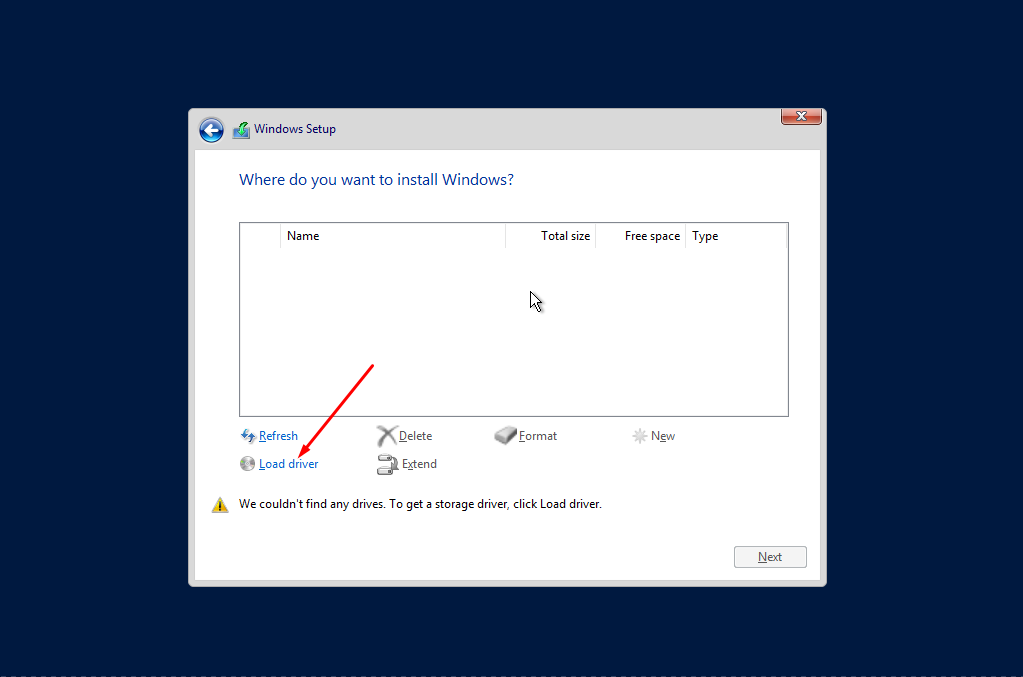 Windows Setup
Where do you want to install Windows?
Name Total size Free space Type
Refresh Delete Format New
Load driver Extend
We couldn't find any drives. To get a storage driver, click Load driver.
Next